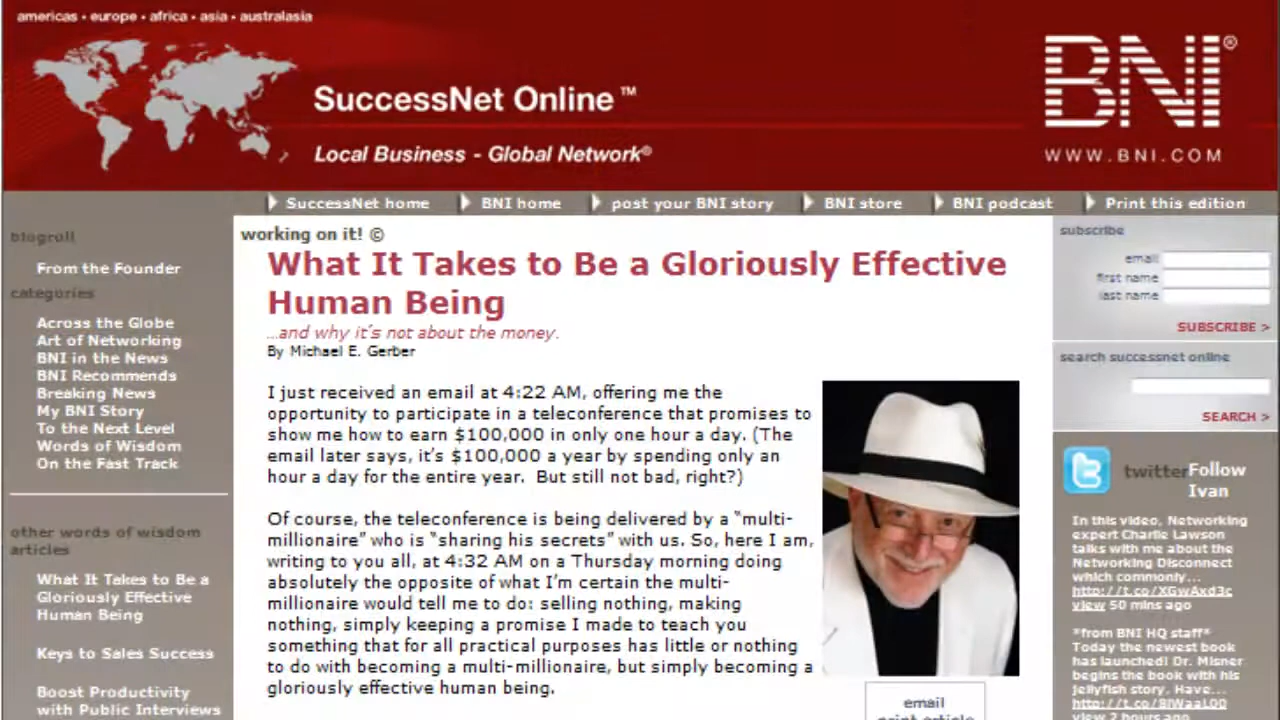 americas • europe • africa • asia • australasia
SuccessNet Online ™
Local Business - Global Network®
BNI®
WWW.BNI.COM
SuccessNet home
BNI home
post your BNI story
BNI store
BNI podcast
Print this edition
blogroll
From the Founder
categories
Across the Globe
Art of Networking
BNI in the News
BNI Recommends
Breaking News
My BNI Story
To the Next Level
Words of Wisdom
On the Fast Track
other words of wisdom
articles
What It Takes to Be a
Gloriously Effective
Human Being
Keys to Sales Success
Boost Productivity
with Public Interviews
working on it! ©
What It Takes to Be a Gloriously Effective
Human Being
...and why it's not about the money.
By Michael E. Gerber
I just received an email at 4:22 AM, offering me the
opportunity to participate in a teleconference that promises to
show me how to earn $100,000 in only one hour a day. (The
email later says, it's $100,000 a year by spending only an
hour a day for the entire year.  But still not bad, right?)
Of course, the teleconference is being delivered by a "multi-
millionaire" who is "sharing his secrets" with us. So, here I am,
writing to you all, at 4:32 AM on a Thursday morning doing
absolutely the opposite of what I'm certain the multi-
millionaire would tell me to do: selling nothing, making
nothing, simply keeping a promise I made to teach you
something that for all practical purposes has little or nothing
to do with becoming a multi-millionaire, but simply becoming a
gloriously effective human being.
email
print article
subscribe
email
first name
last name
SUBSCRIBE >
search successnet online
SEARCH >
twitter Follow
Ivan
In this video, Networking
expert Charlie Lawson
talks with me about the
Networking Disconnect
which commonly...
http://t.co/XGwAxd3c
view 50 mins ago
*from BNI HQ staff*
Today the newest book
has launched! Dr. Misner
begins the book with his
jellyfish story. Have...
http://t.co/8IWaaL00
view 2 hours ago